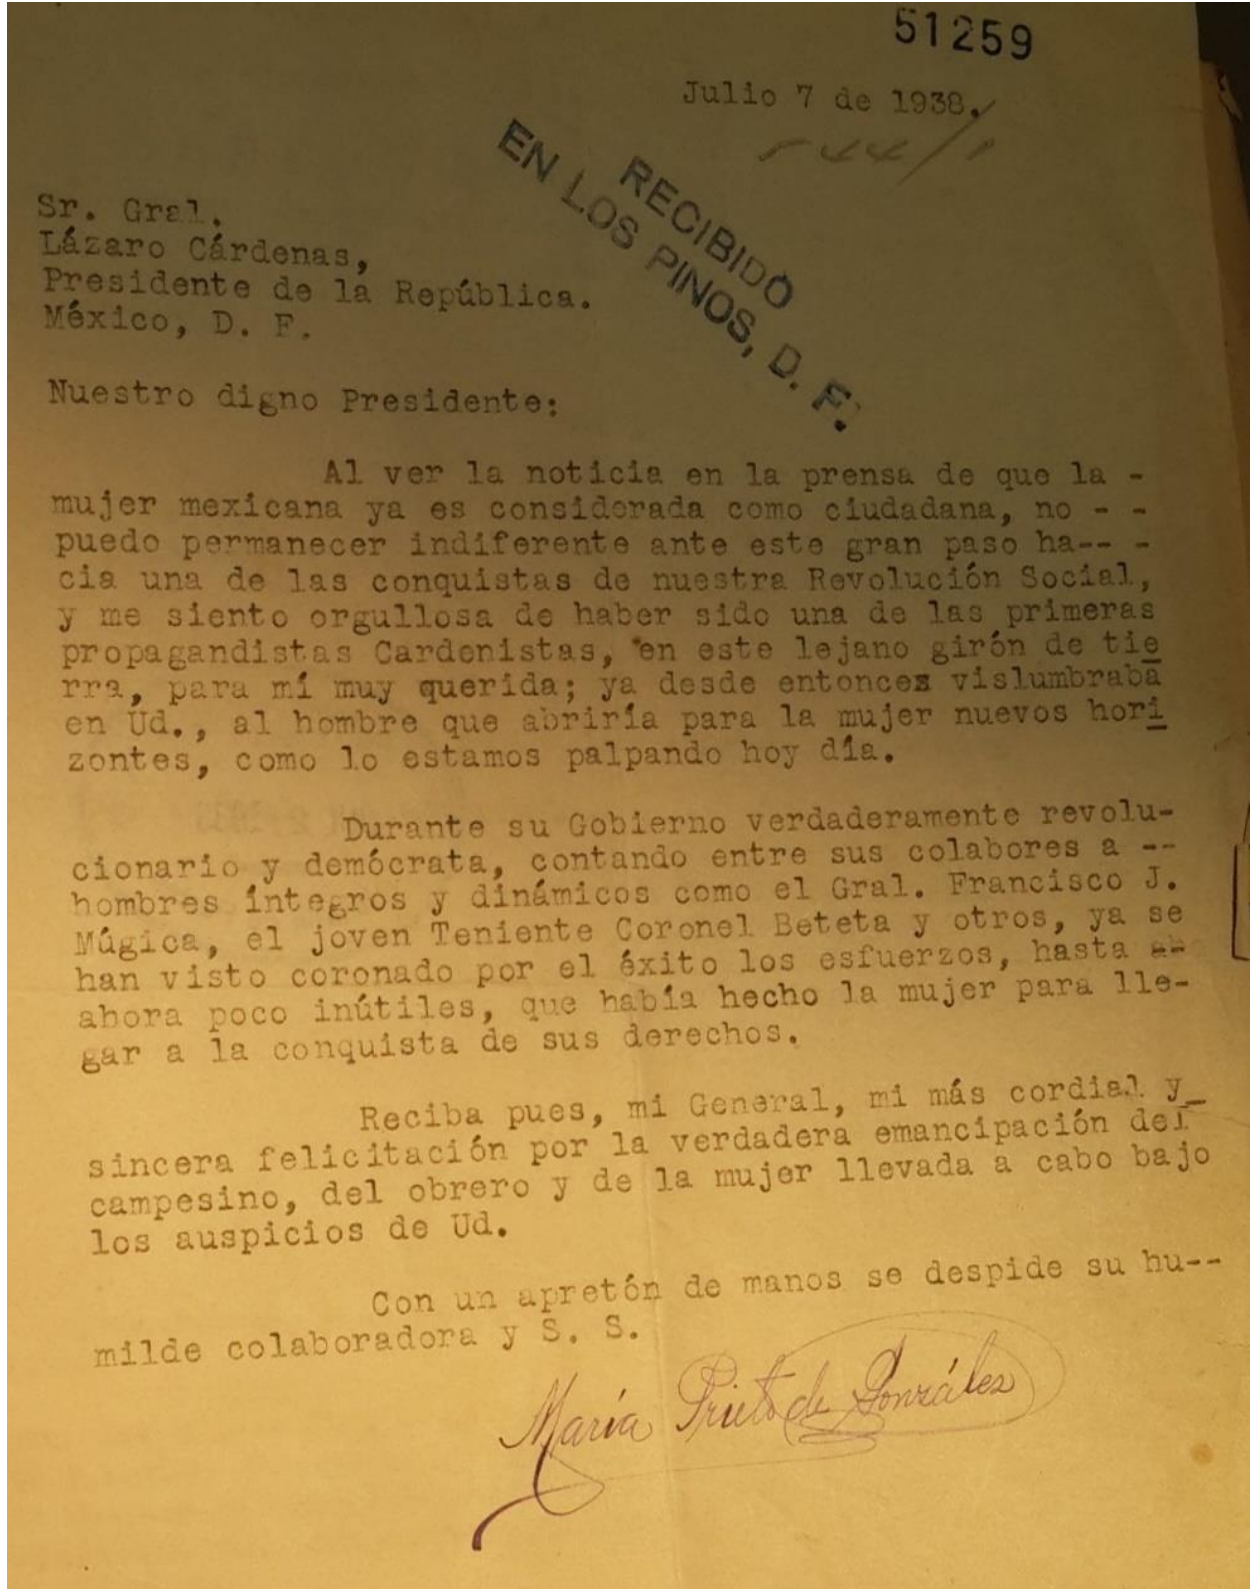 51259
Julio 7 de 1938.
544/1
RECIBIDO
EN LOS PINOS, D. F.
Sr. Gral.
Lázaro Cárdenas,
Presidente de la República.
México, D. F.
Nuestro digno Presidente:
Al ver la noticia en la prensa de que la -
mujer mexicana ya es considerada como ciudadana, no - -
puedo permanecer indiferente ante este gran paso ha-- -
cia una de las conquistas de nuestra Revolución Social,
y me siento orgullosa de haber sido una de las primeras
propagandistas Cardenistas, en este lejano girón de tie
rra, para mí muy querida; ya desde entonces vislumbraba
en Ud., al hombre que abriría para la mujer nuevos hori
zontes, como lo estamos palpando hoy día.
Durante su Gobierno verdaderamente revolu-
cionario y demócrata, contando entre sus colabores a --
hombres íntegros y dinámicos como el Gral. Francisco J.
Múgica, el joven Teniente Coronel Beteta y otros, ya se
han visto coronado por el éxito los esfuerzos, hasta
ahora poco inútiles, que había hecho la mujer para lle-
gar a la conquista de sus derechos.
Reciba pues, mi General, mi más cordial y
sincera felicitación por la verdadera emancipación del
campesino, del obrero y de la mujer llevada a cabo bajo
los auspicios de Ud.
Con un apretón de manos se despide su hu--
milde colaboradora y S. S.
María Prieto de Gonzáles